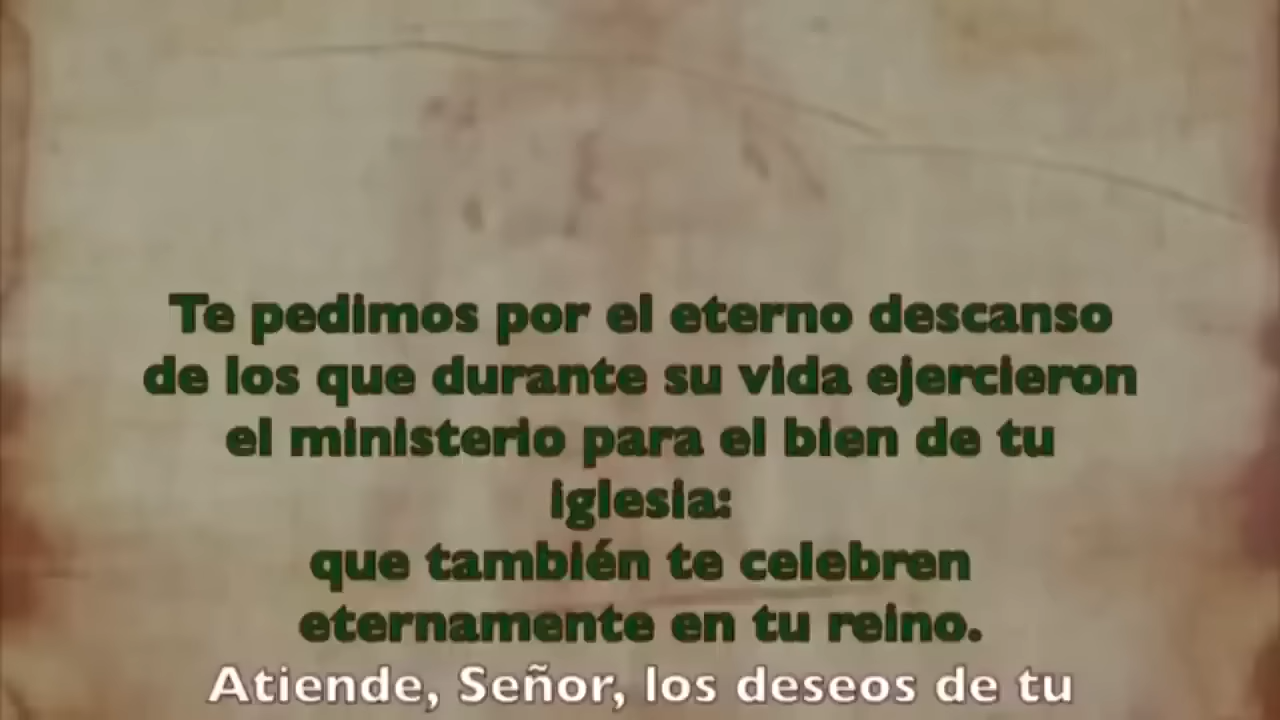 Te pedimos por el eterno descanso
de los que durante su vida ejercieron
el ministerio para el bien de tu
iglesia:
que también te celebren
eternamente en tu reino.
Atiende, Señor, los deseos de tu